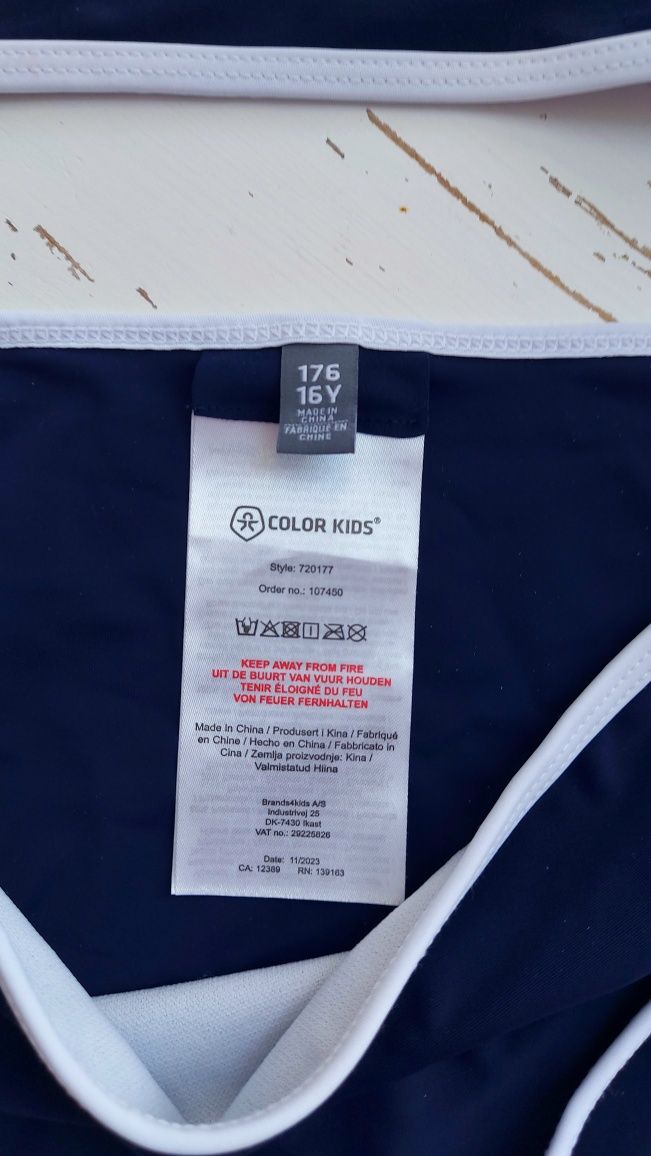 176
16Y
MADE IN
CHINA
FABRIQUÉ EN
CHINE
COLOR KIDS®
Style: 720177
Order no.: 107450
KEEP AWAY FROM FIRE
UIT DE BUURT VAN VUUR HOUDEN
TENIR ÉLOIGNÉ DU FEU
VON FEUER FERNHALTEN
Made in China / Produsert i Kina / Fabriqué
en Chine / Hecho en China / Fabbricato in
Cina / Zemlja proizvodnje: Kina /
Valmistatud Hiina
Brands4kids A/S
Industrivej 25
DK-7430 Ikast
VAT no.: 29225826
Date: 11/2023
CA: 12389 RN: 139163